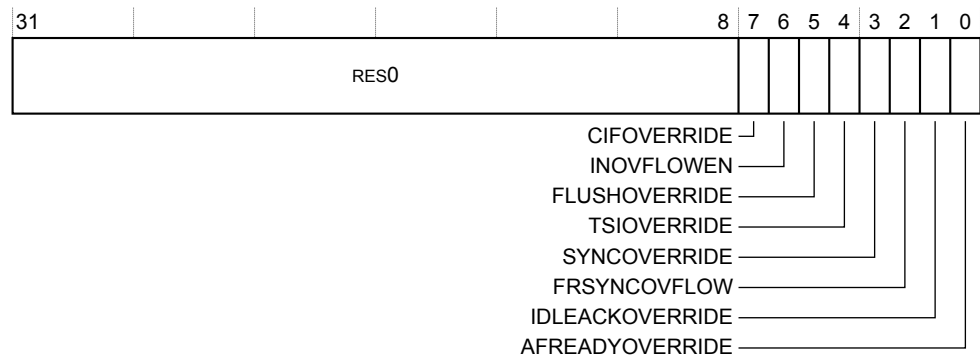 31 8 7 6 5 4 3 2 1 0
RES0
CIFOVERRIDE
INOVFLOWEN
FLUSHOVERRIDE
TSIOVERRIDE
SYNCOVERRIDE
FRSYNCOVFLOW
IDLEACKOVERRIDE
AFREADYOVERRIDE